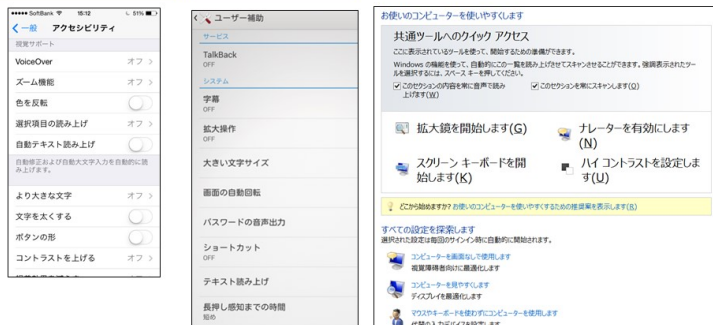 SoftBank 15:12 51%
一般 アクセシビリティ
視覚サポート
VoiceOver オフ
ズーム機能 オフ
色を反転
選択項目の読み上げ オフ
自動テキスト読み上げ
自動修正および自動大文字入力を自動的に読
み上げます。
より大きな文字 オフ
文字を太くする
ボタンの形
コントラストを上げる オフ
ユーザー補助
サービス
TalkBack
OFF
システム
字幕
OFF
拡大操作
OFF
大きい文字サイズ
画面の自動回転
パスワードの音声出力
ショートカット
OFF
テキスト読み上げ
長押し感知までの時間
短め
お使いのコンピューターを使いやすくします
共通ツールへのクイック アクセス
ここに表示されているツールを使って、開始するための準備ができます。
Windows の機能を使って、自動的にこの一覧を読み上げさせてスキャンさせることができます。強調表示されたツー
ルを選択するには、スペース キーを押してください。
このセクションの内容を常に音声で読み
上げます(W)
このセクションを常にスキャンします(O)
拡大鏡を開始します(G)
ナレーターを有効にします
(N)
スクリーン キーボードを開
始します(K)
ハイ コントラストを設定しま
す(U)
どこから始めますか? お使いのコンピューターを使いやすくするための推奨案を表示します(R)
すべての設定を探索します
選択された設定は毎回のサインイン時に自動的に開始されます。
コンピューターを画面なしで使用します
視覚障碍者向けに最適化します
コンピューターを見やすくします
ディスプレイを最適化します
マウスやキーボードを使わずにコンピューターを使用します
代替の入力デバイスを設定します